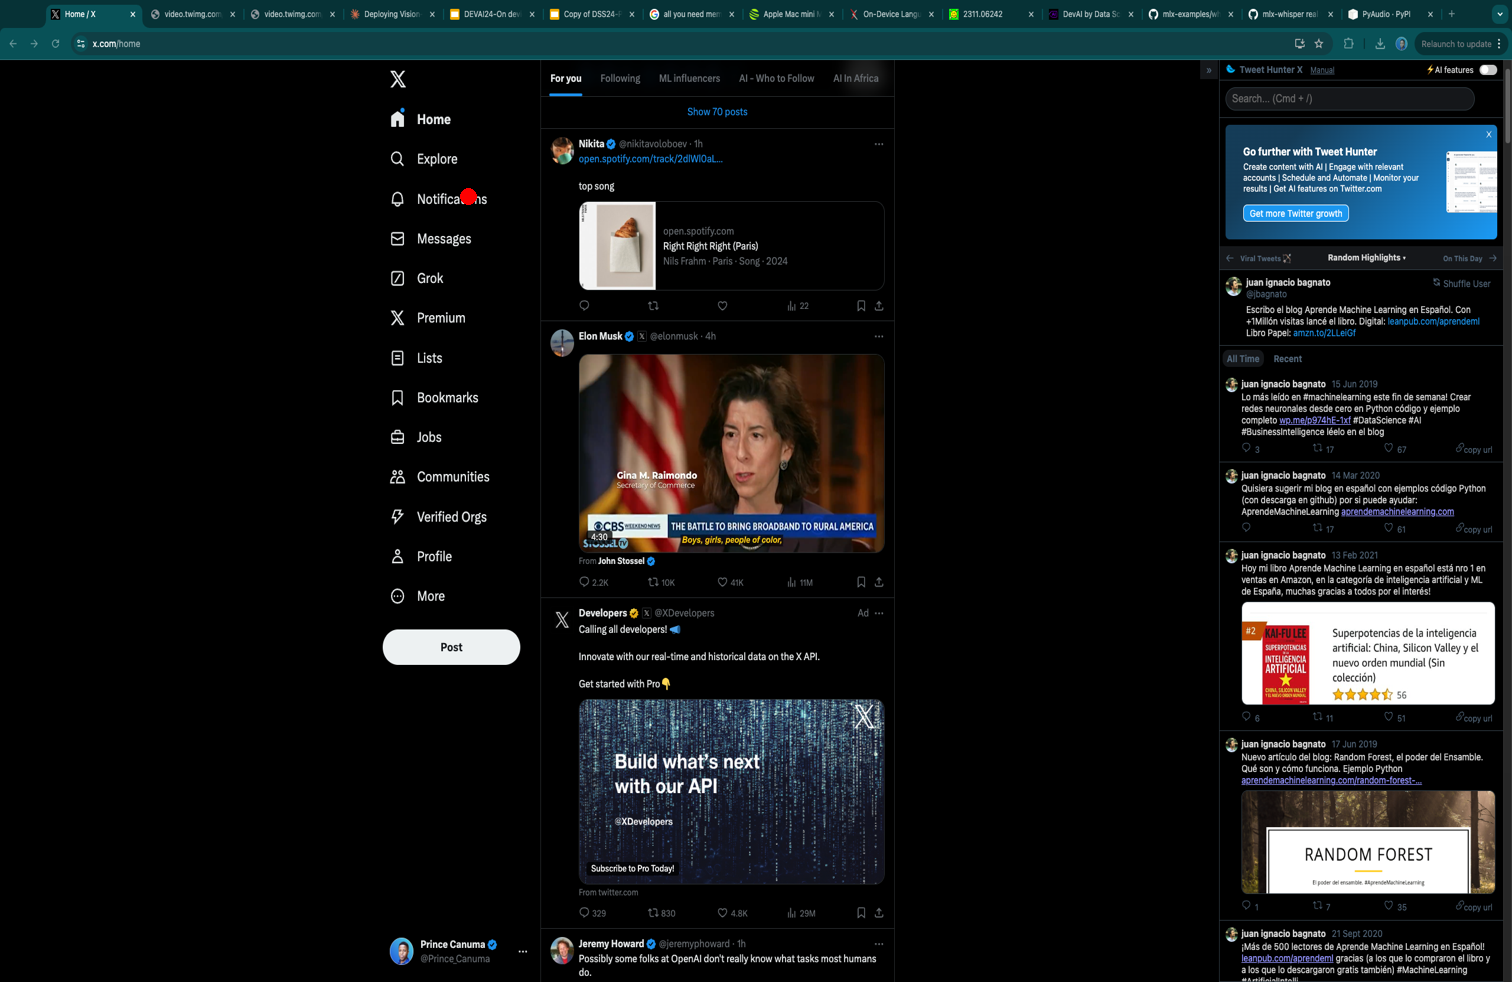 Home / X
video.twimg.com
video.twimg.com
Deploying Vision
DEVAI24-On dev
Copy of DSS24-F
all you need mem
Apple Mac mini M
On-Device Langu
2311.06242
DevAI by Data Sc
mlx-examples/wh
mlx-whisper real
PyAudio · PyPI
x.com/home
Relaunch to update
Home
Explore
Notifications
Messages
Grok
Premium
Lists
Bookmarks
Jobs
Communities
Verified Orgs
Profile
More
Post
Prince Canuma
@Prince_Canuma
For you Following ML influencers AI - Who to Follow AI In Africa
Show 70 posts
Nikita @nikitavoloboev · 1h
open.spotify.com/track/2dlWl0aL...
top song
open.spotify.com
Right Right Right (Paris)
Nils Frahm · Paris · Song · 2024
22
Elon Musk @elonmusk · 4h
Gina M. Raimondo
Secretary of Commerce
CBS WEEKEND NEWS THE BATTLE TO BRING BROADBAND TO RURAL AMERICA
4:30
STOSSEL TV
Boys, girls, people of color,
From John Stossel
2.2K 10K 41K 11M
Developers @XDevelopers Ad
Calling all developers!
Innovate with our real-time and historical data on the X API.
Get started with Pro
Build what's next
with our API
@XDevelopers
Subscribe to Pro Today!
From twitter.com
329 830 4.8K 29M
Jeremy Howard @jeremyphoward · 1h
Possibly some folks at OpenAI don't really know what tasks most humans
do.
Tweet Hunter X Manual AI features
Search... (Cmd + /)
X
Go further with Tweet Hunter
Create content with AI | Engage with relevant
accounts | Schedule and Automate | Monitor your
results | Get AI features on Twitter.com
Get more Twitter growth
Viral Tweets Random Highlights On This Day
juan ignacio bagnato Shuffle User
@jbagnato
Escribo el blog Aprende Machine Learning en Español. Con
+1Millón visitas lancé el libro. Digital: leanpub.com/aprendeml
Libro Papel: amzn.to/2LLeiGf
All Time Recent
juan ignacio bagnato 15 Jun 2019
Lo más leído en #machinelearning este fin de semana! Crear
redes neuronales desde cero en Python código y ejemplo
completo wp.me/p974hE-1xf #DataScience #AI
#BusinessIntelligence léelo en el blog
3 17 67 copy url
juan ignacio bagnato 14 Mar 2020
Quisiera sugerir mi blog en español con ejemplos código Python
(con descarga en github) por si puede ayudar:
AprendeMachineLearning aprendemachinelearning.com
17 61 copy url
juan ignacio bagnato 13 Feb 2021
Hoy mi libro Aprende Machine Learning en español está nro 1 en
ventas en Amazon, en la categoría de inteligencia artificial y ML
de España, muchas gracias a todos por el interés!
#2
KAI-FU LEE
SUPERPOTENCIAS
DE LA
INTELIGENCIA
ARTIFICIAL
CHINA, SILICON VALLEY
Y EL NUEVO ORDEN MUNDIAL
Superpotencias de la inteligencia
artificial: China, Silicon Valley y el
nuevo orden mundial (Sin
colección)
56
6 11 51 copy url
juan ignacio bagnato 17 Jun 2019
Nuevo artículo del blog: Random Forest, el poder del Ensamble.
Qué son y cómo funciona. Ejemplo Python
aprendemachinelearning.com/random-forest-...
RANDOM FOREST
El poder del ensamble. #AprendeMachineLearning
1 7 35 copy url
juan ignacio bagnato 21 Sept 2020
¡Más de 500 lectores de Aprende Machine Learning en Español!
leanpub.com/aprendeml gracias (a los que lo compraron el libro y
a los que lo descargaron gratis también) #MachineLearning
#ArtificialIntelli